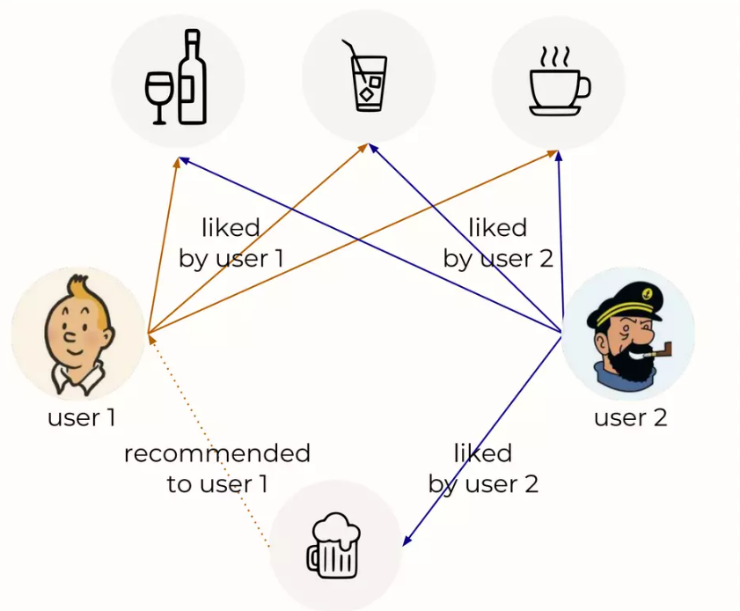 liked
by user 1
liked
by user 2
user 1
user 2
recommended
to user 1
liked
by user 2